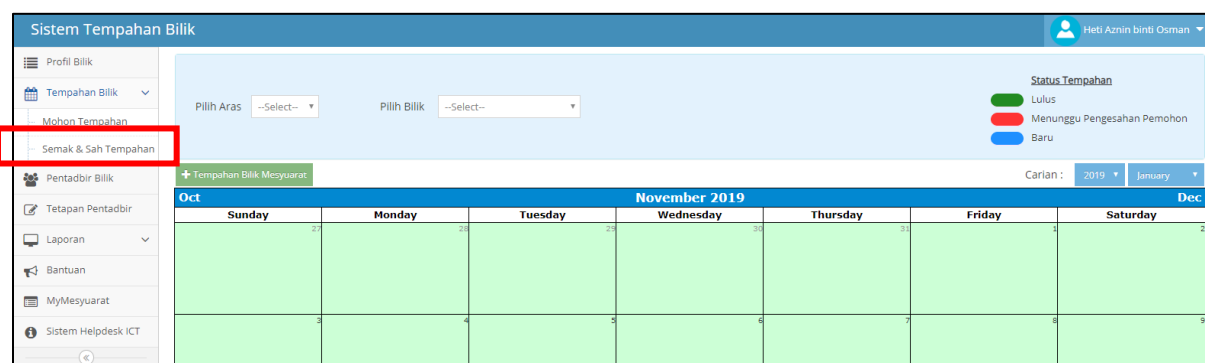 Sistem Tempahan Bilik
Heti Aznin binti Osman
Profil Bilik
Tempahan Bilik
Mohon Tempahan
Semak & Sah Tempahan
Pentadbir Bilik
Tetapan Pentadbir
Laporan
Bantuan
MyMesyuarat
Sistem Helpdesk ICT
Pilih Aras --Select-- Pilih Bilik --Select--
Status Tempahan
Lulus
Menunggu Pengesahan Pemohon
Baru
+ Tempahan Bilik Mesyuarat Carian : 2019 January
Oct November 2019 Dec
Sunday Monday Tuesday Wednesday Thursday Friday Saturday
27 28 29 30 31 1 2
3 4 5 6 7 8 9